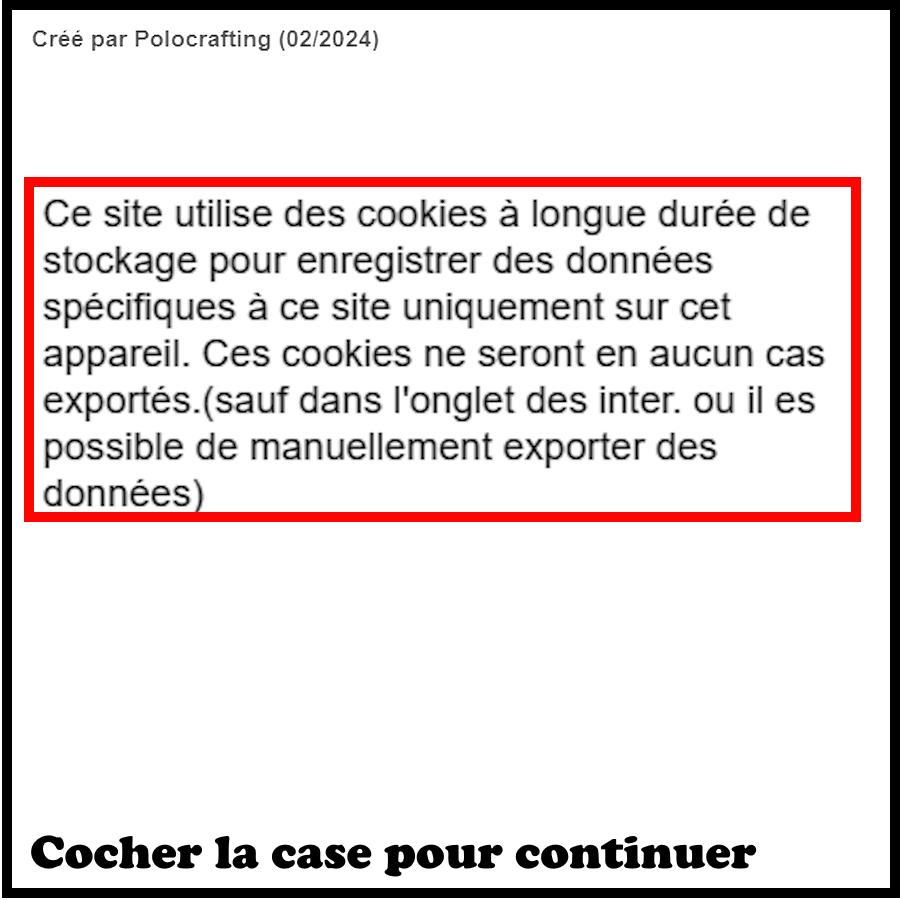 Créé par Polocrafting (02/2024)
Ce site utilise des cookies à longue durée de
stockage pour enregistrer des données
spécifiques à ce site uniquement sur cet
appareil. Ces cookies ne seront en aucun cas
exportés.(sauf dans l'onglet des inter. ou il es
possible de manuellement exporter des
données)
Cocher la case pour continuer